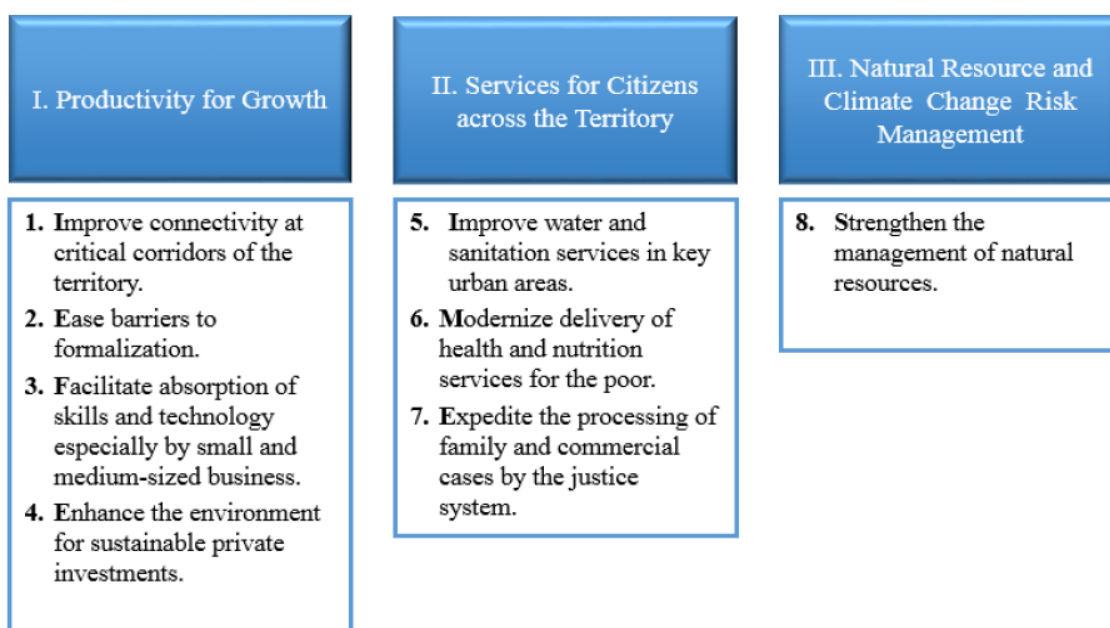 I. Productivity for Growth
1. Improve connectivity at
critical corridors of the
territory.
2. Ease barriers to
formalization.
3. Facilitate absorption of
skills and technology
especially by small and
medium-sized business.
4. Enhance the environment
for sustainable private
investments.
II. Services for Citizens
across the Territory
5. Improve water and
sanitation services in key
urban areas.
6. Modernize delivery of
health and nutrition
services for the poor.
7. Expedite the processing of
family and commercial
cases by the justice
system.
III. Natural Resource and
Climate Change Risk
Management
8. Strengthen the
management of natural
resources.